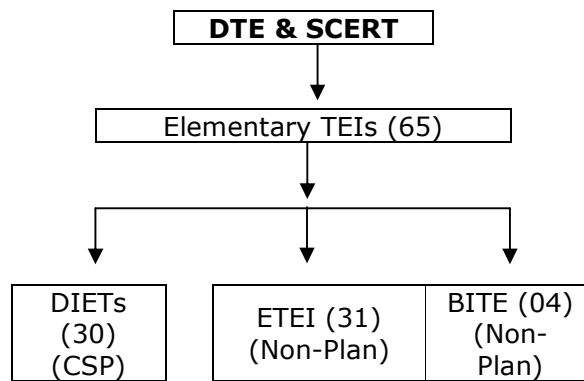 DTE & SCERT
Elementary TEIs (65)
DIETs
(30)
(CSP)
ETEI (31)
(Non-Plan)
BITE (04)
(Non-
Plan)